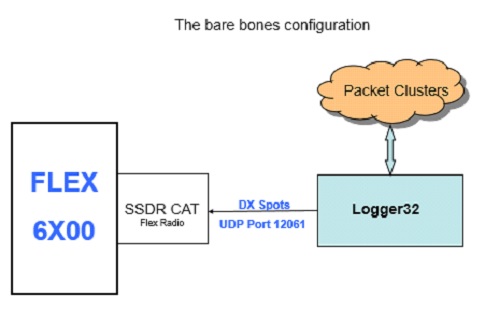 The bare bones configuration
Packet Clusters
FLEX
6X00
SSDR CAT
Flex Radio
DX Spots
UDP Port 12061
Logger32